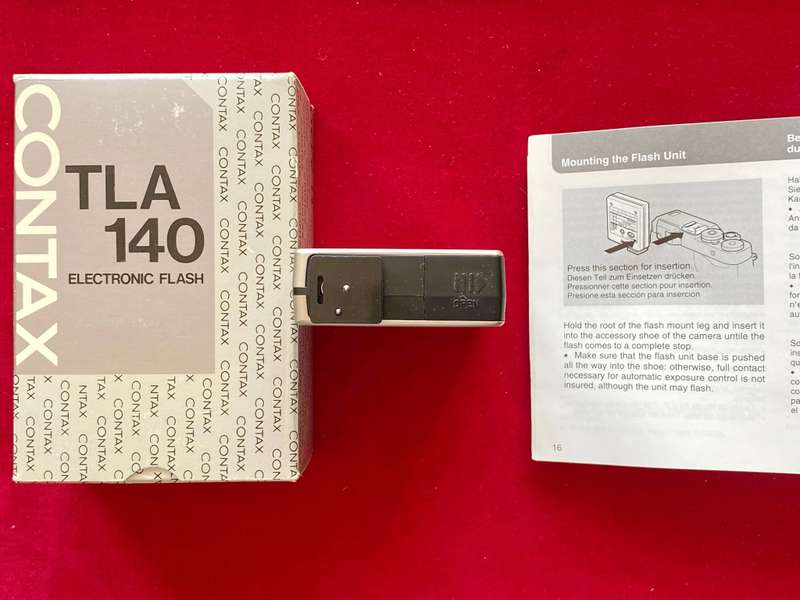 CONTAX
TLA
140
ELECTRONIC FLASH
OPEN
Mounting the Flash Unit
Press this section for insertion.
Diesen Teil zum Einsetzen drücken.
Pressionner cette section pour insertion.
Presione esta sección para inserción
Hold the root of the flash mount leg and insert it
into the accessory shoe of the camera untile the
flash comes to a complete stop.
• Make sure that the flash unit base is pushed
all the way into the shoe: otherwise, full contact
necessary for automatic exposure control is not
insured, although the unit may flash.
16